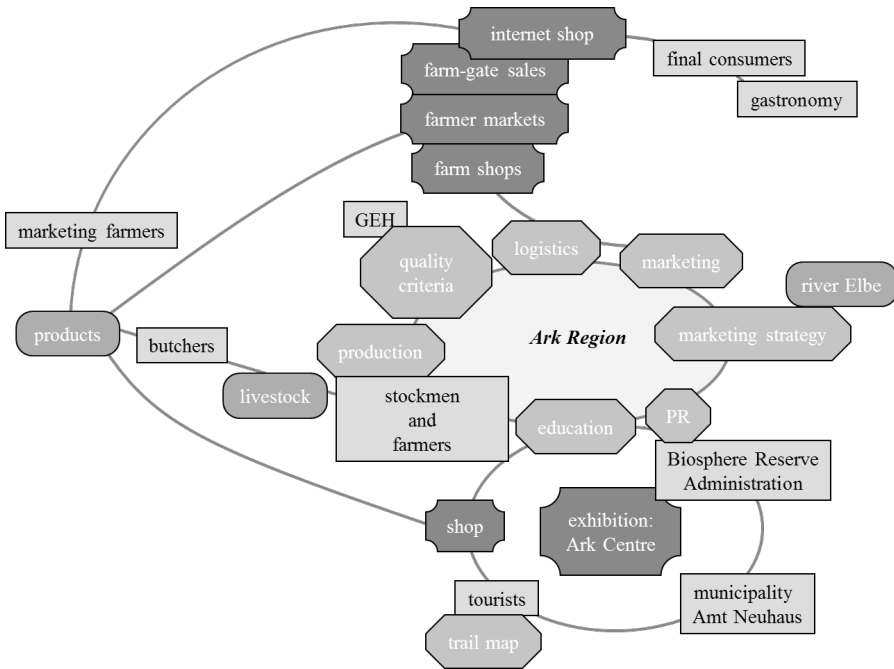 internet shop
final consumers
farm-gate sales
gastronomy
farmer markets
farm shops
GEH
marketing farmers
logistics
quality
criteria
marketing
river Elbe
products
marketing strategy
butchers
production
Ark Region
livestock
stockmen
and
farmers
education
PR
Biosphere Reserve
Administration
shop
exhibition:
Ark Centre
tourists
municipality
Amt Neuhaus
trail map